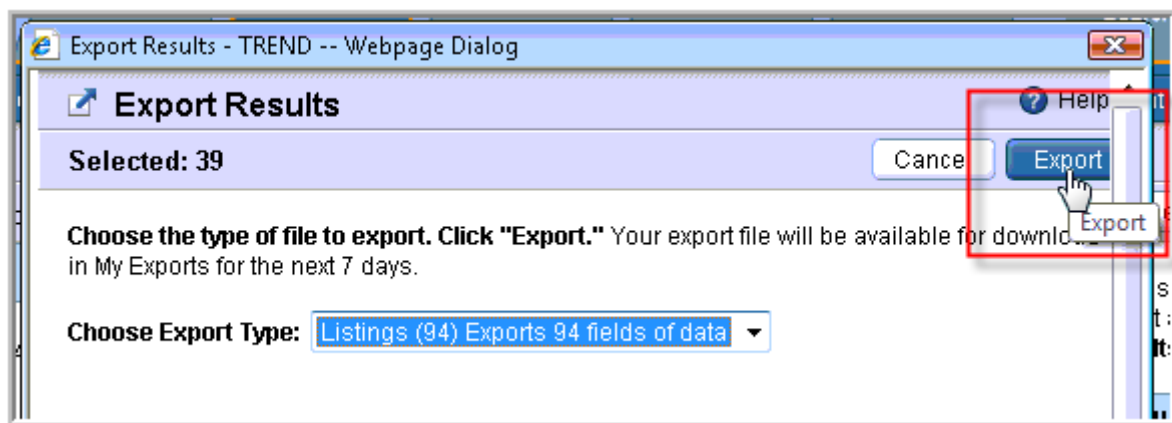 Export Results - TREND -- Webpage Dialog
Export Results
Help
Selected: 39
Cance
Export
Export
Choose the type of file to export. Click "Export." Your export file will be available for downloa
in My Exports for the next 7 days.
Choose Export Type: Listings (94) Exports 94 fields of data